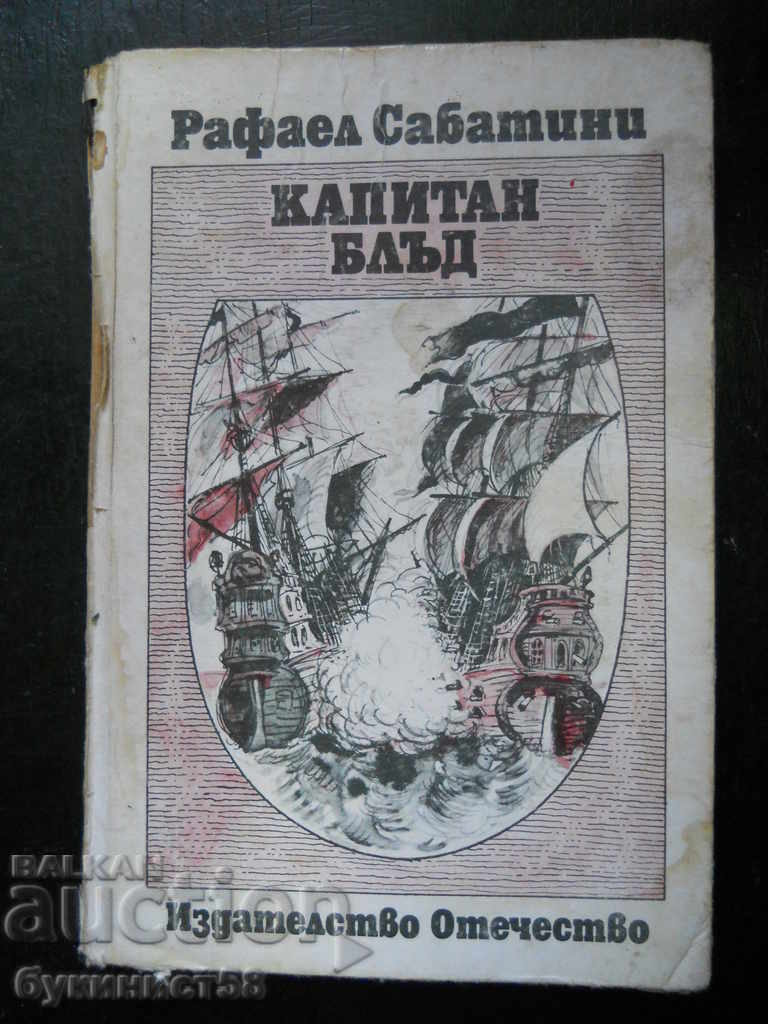 Рафаел Сабатини
КАПИТАН
БЛЪД
BALKAN
auction
Издателство Отечество
букинист58